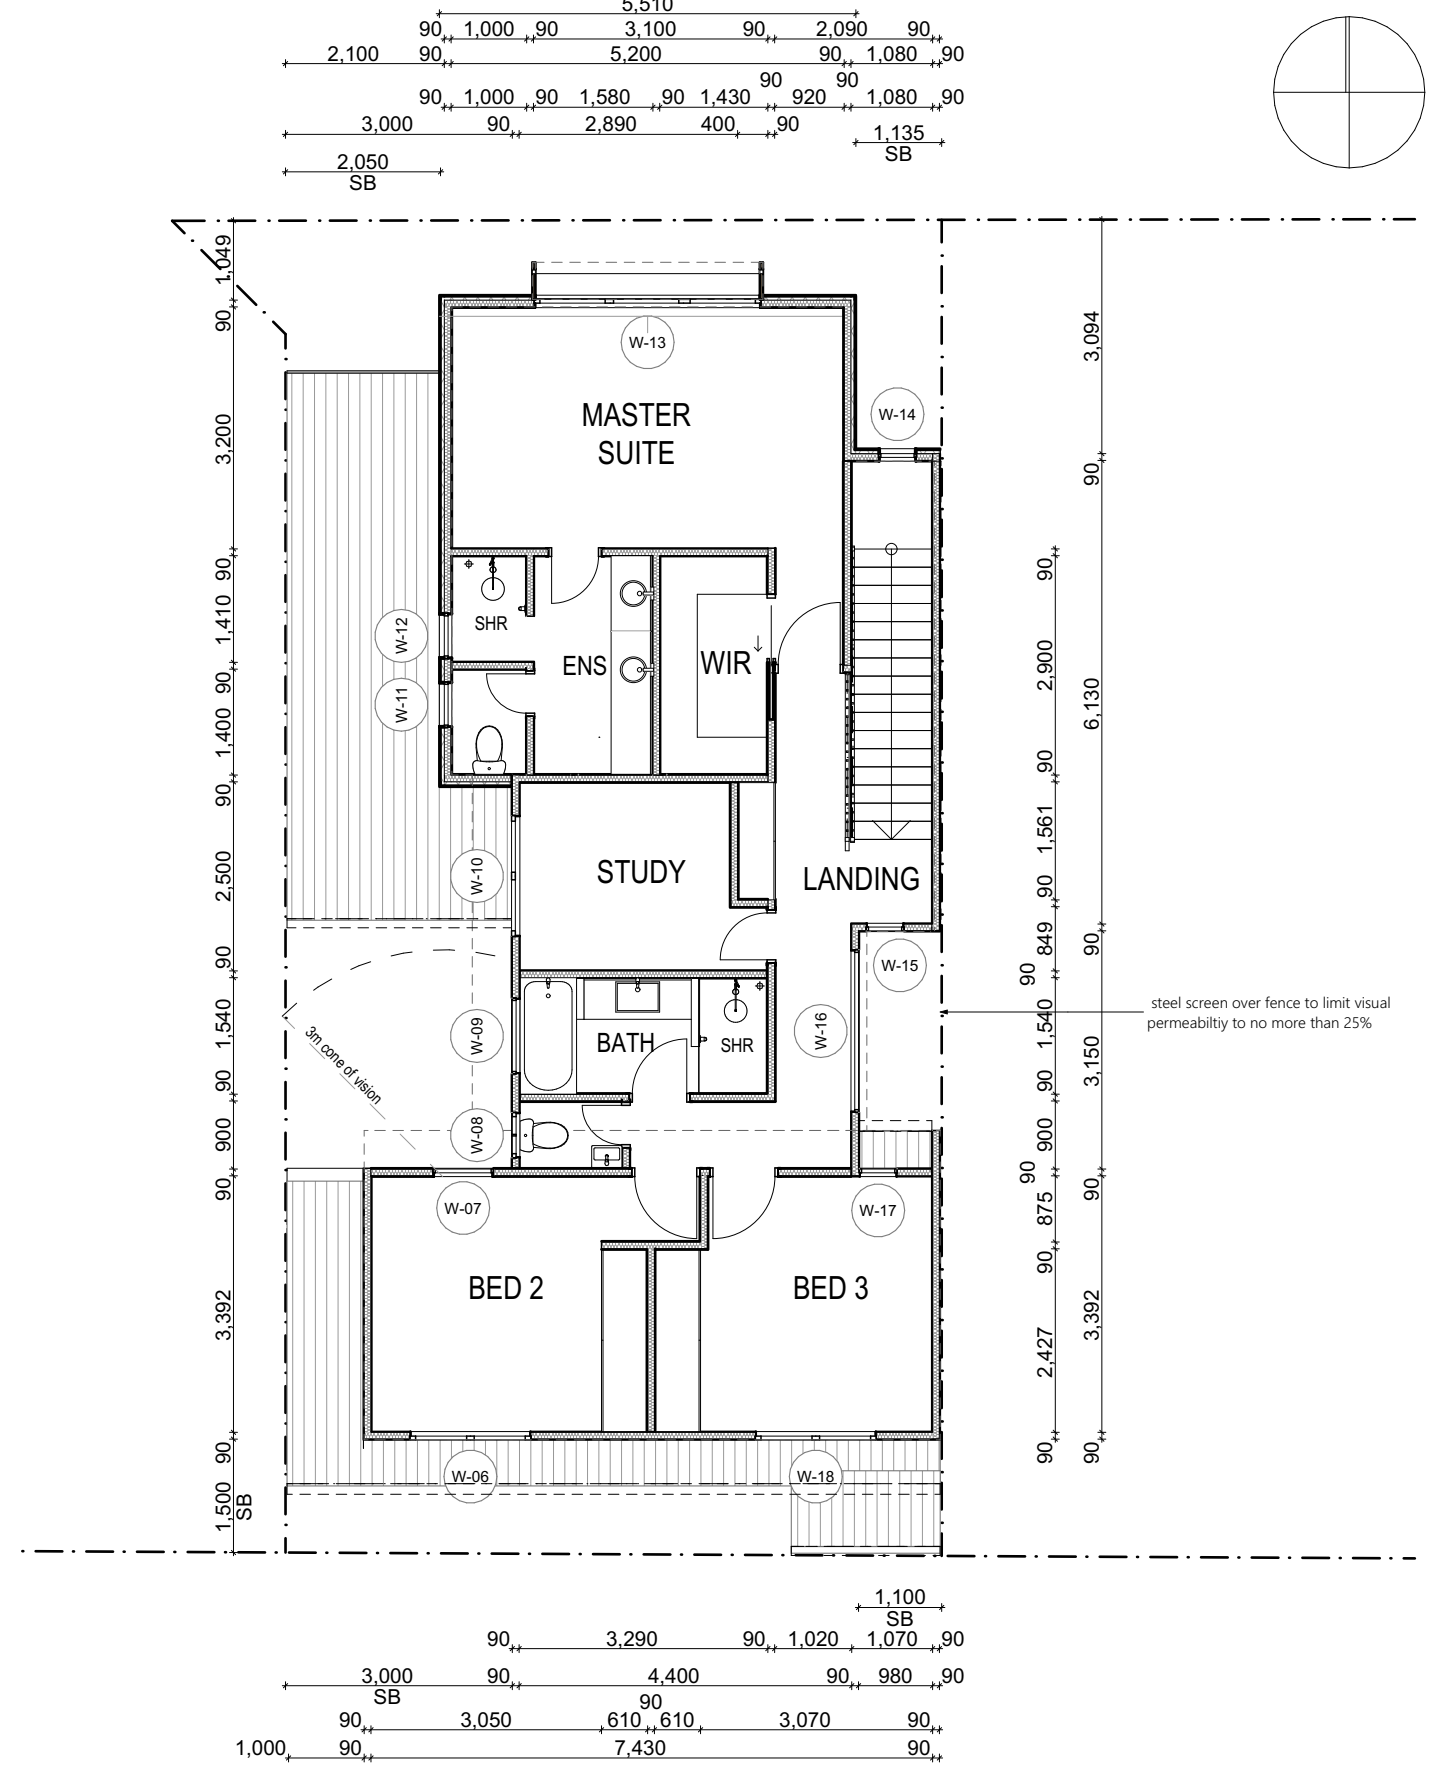 5,510
90 1,000 90 3,100 90 2,090 90
2,100 90 5,200 90 1,080 90
90 90
90 1,000 90 1,580 90 1,430 920 1,080 90
3,000 90 2,890 400 90
1,135
SB
2,050
SB
1,049
90
3,200
90
1,410
90
1,400
90
2,500
90
1,540
90
900
90
3,392
90
1,500
SB
W-13
MASTER
SUITE
W-14
SHR
W-12
W-11
ENS
WIR
STUDY
LANDING
W-10
W-15
W-09
W-16
BATH
SHR
3m cone of vision
W-08
W-07
W-17
BED 2
BED 3
W-06
W-18
90
2,900
90
1,561
90
849
90
1,540
90
900
90
875
90
2,427
90
3,094
90
6,130
90
3,150
90
3,392
90
steel screen over fence to limit visual
permeabiltiy to no more than 25%
1,100
SB
90 3,290 90 1,020 1,070 90
3,000 90 4,400 90 980 90
SB
90
90 3,050 610 610 3,070 90
1,000 90 7,430 90